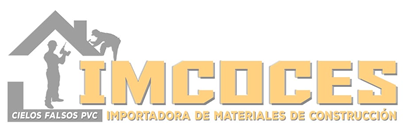 IMCOCES
CIELOS FALSOS PVC
IMPORTADORA DE MATERIALES DE CONSTRUCCIÓN